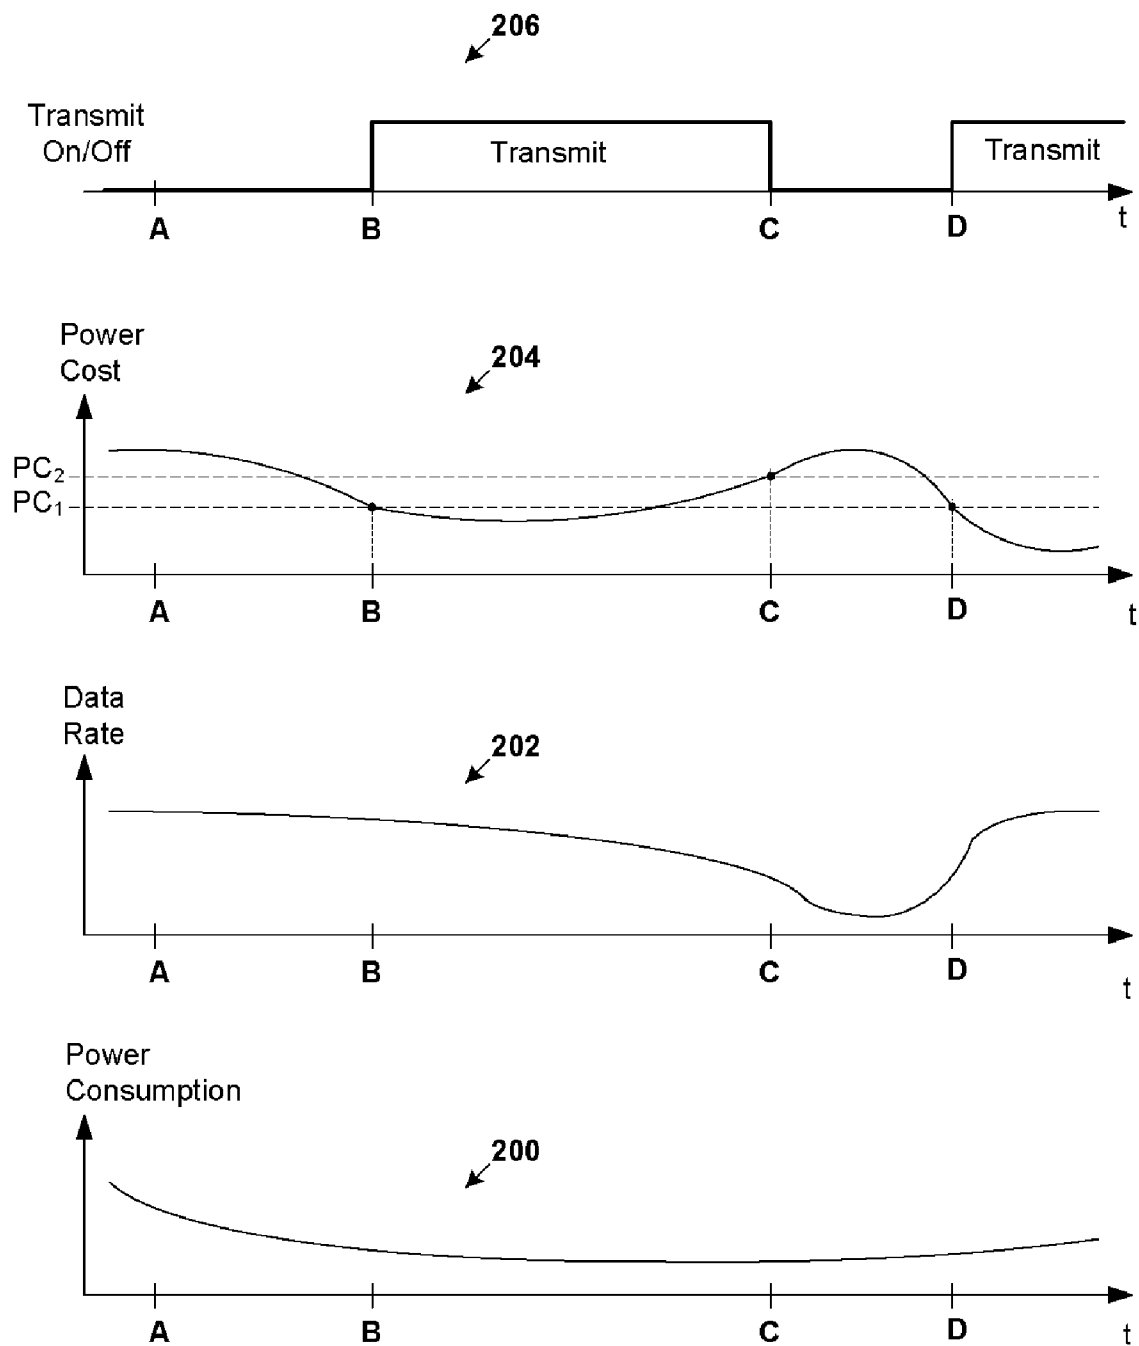 206
Transmit
On/Off
Transmit
Transmit
A
B
C
D
t
Power
Cost
204
PC2
PC1
A
B
C
D
t
Data
Rate
202
A
B
C
D
t
Power
Consumption
200
A
B
C
D
t